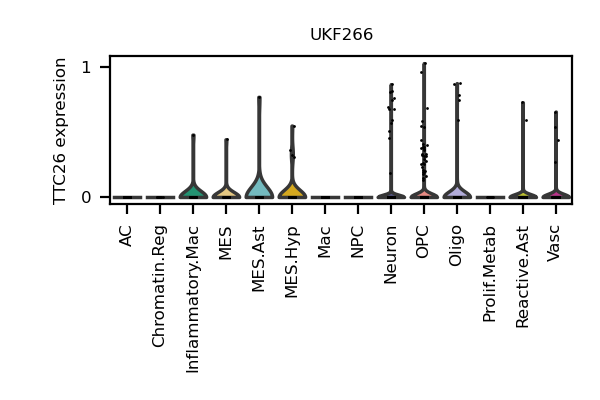 UKF266
TTC26 expression
1
0
AC
Chromatin.Reg
Inflammatory.Mac
MES
MES.Ast
MES.Hyp
Mac
NPC
Neuron
OPC
Oligo
Prolif.Metab
Reactive.Ast
Vasc